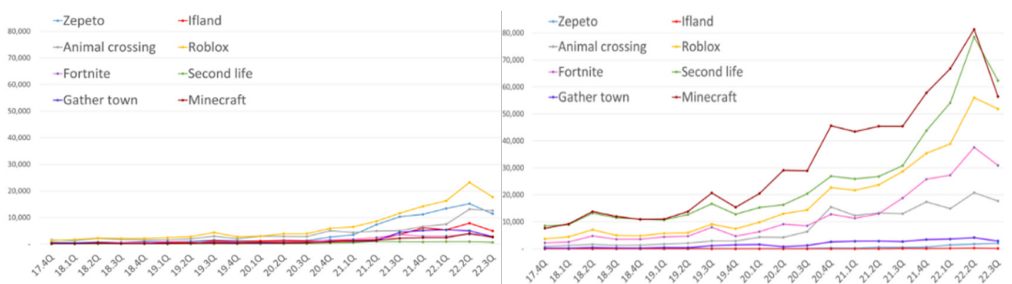 Zepeto Ifland
80,000
70,000 Animal crossing Roblox
60,000 Fortnite Second life
50,000 Gather town Minecraft
40,000
30,000
20,000
10,000
-
17.4Q 18.1Q 18.2Q 18.3Q 18.4Q 19.1Q 19.2Q 19.3Q 19.4Q 20.1Q 20.2Q 20.3Q 20.4Q 21.1Q 21.2Q 21.3Q 21.4Q 22.1Q 22.2Q 22.3Q
Zepeto Ifland
80,000
Animal crossing Roblox
70,000 Fortnite Second life
60,000 Gather town Minecraft
50,000
40,000
30,000
20,000
10,000
-
17.4Q 18.1Q 18.2Q 18.3Q 18.4Q 19.1Q 19.2Q 19.3Q 19.4Q 20.1Q 20.2Q 20.3Q 20.4Q 21.1Q 21.2Q 21.3Q 21.4Q 22.1Q 22.2Q 22.3Q